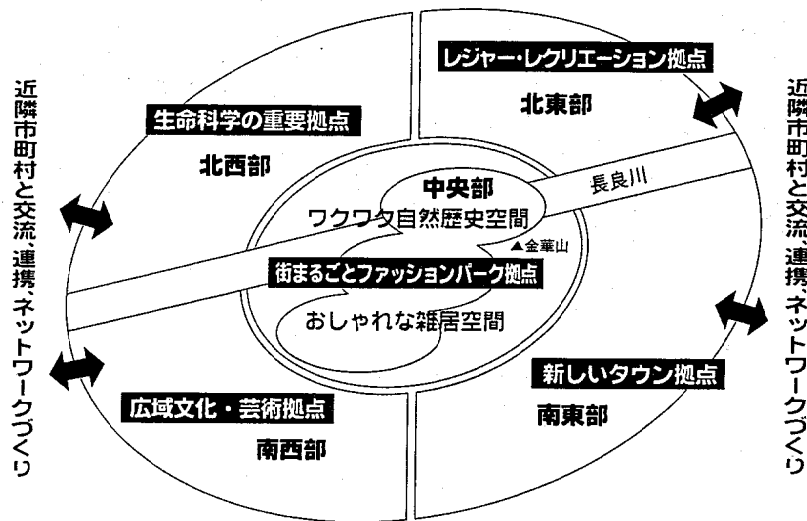 レジャー・レクリエーション拠点
北東部
生命科学の重要拠点
北西部
近隣市町村と交流、連携、ネットワークづくり
近隣市町村と交流、連携、ネットワークづくり
長良川
中央部
ワクワク自然歴史空間
▲金華山
街まるごとファッションパーク拠点
おしゃれな雑居空間
新しいタウン拠点
南東部
広域文化・芸術拠点
南西部